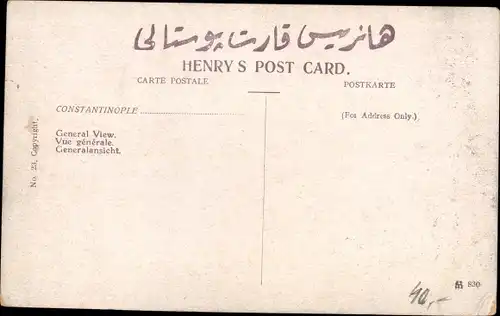 هانریس قارت پوستالی
HENRY S POST CARD.
CARTE POSTALE
POSTKARTE
CONSTANTINOPLE
(For Address Only.)
General View.
Vue générale.
Generalansicht.
No. 23, Copyright.
830
40,-